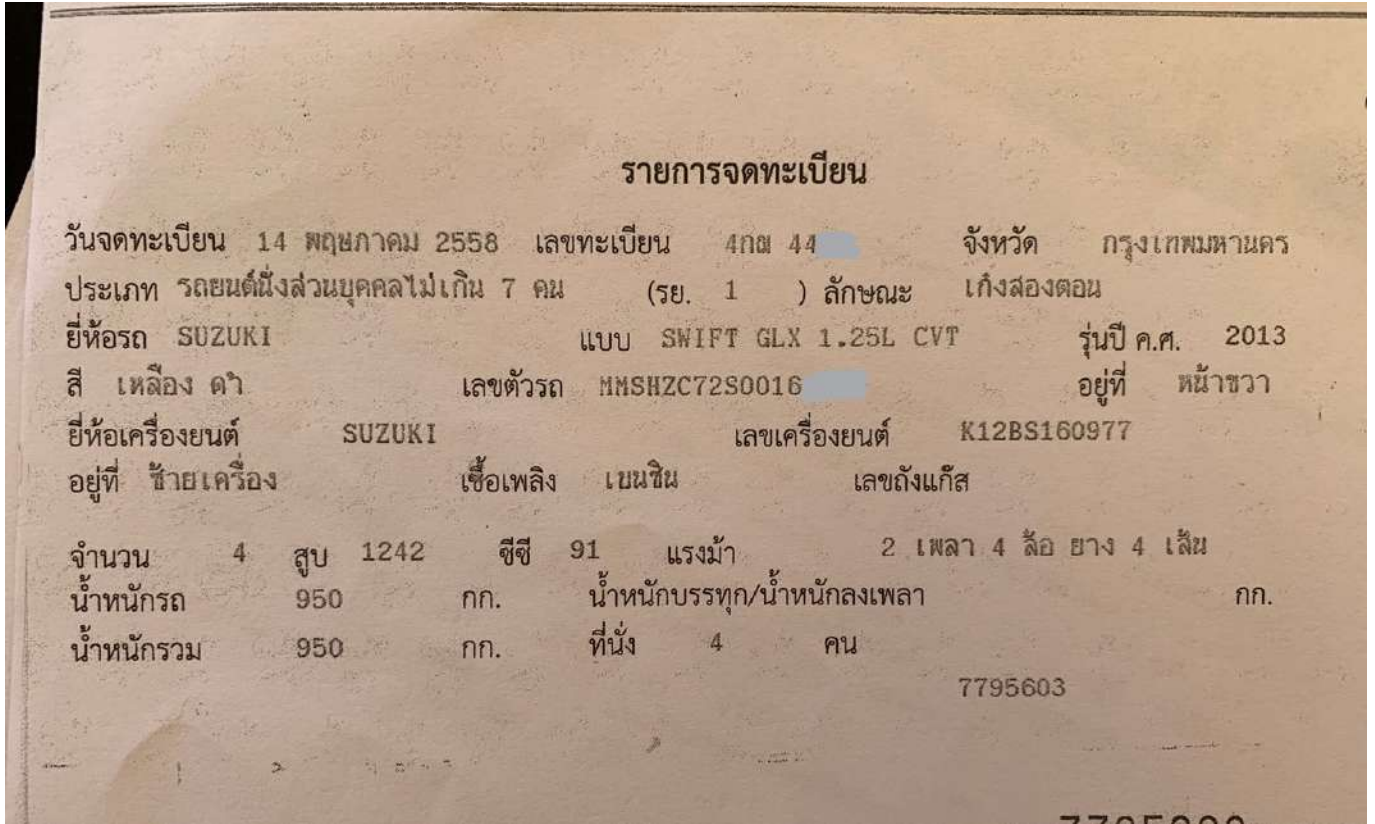 รายการจดทะเบียน
วันจดทะเบียน 14 พฤษภาคม 2558 เลขทะเบียน 4กฌ 44 จังหวัด กรุงเทพมหานคร
ประเภท รถยนต์นั่งส่วนบุคคลไม่เกิน 7 คน (รย. 1 ) ลักษณะ เก๋งสองตอน
ยี่ห้อรถ SUZUKI แบบ SWIFT GLX 1.25L CVT รุ่นปี ค.ศ. 2013
สี เหลือง ดำ เลขตัวรถ MMSHZC72S0016 อยู่ที่ หน้าขวา
ยี่ห้อเครื่องยนต์ SUZUKI เลขเครื่องยนต์ K12BS160977
อยู่ที่ ซ้ายเครื่อง เชื้อเพลิง เบนซิน เลขถังแก๊ส
จำนวน 4 สูบ 1242 ซีซี 91 แรงม้า 2 เพลา 4 ล้อ ยาง 4 เส้น
น้ำหนักรถ 950 กก. น้ำหนักบรรทุก/น้ำหนักลงเพลา กก.
น้ำหนักรวม 950 กก. ที่นั่ง 4 คน
7795603